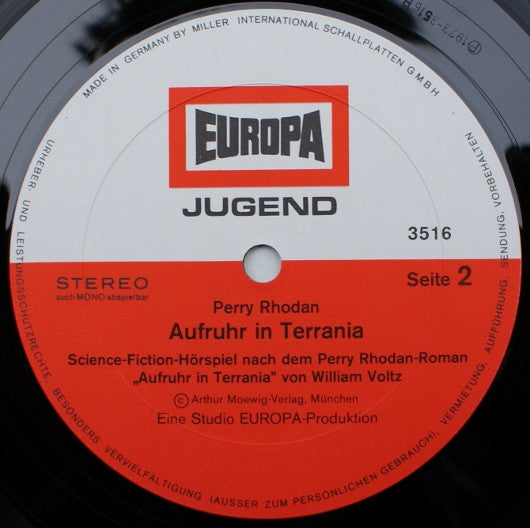 MADE IN GERMANY BY MILLER INTERNATIONAL SCHALLPLATTEN GMBH
EUROPA
JUGEND
3516
STEREO
auch MONO abspielbar
Seite 2
Perry Rhodan
Aufruhr in Terrania
Science-Fiction-Hörspiel nach dem Perry Rhodan-Roman
„Aufruhr in Terrania" von William Voltz
© Arthur Moewig-Verlag, München
Eine Studio EUROPA-Produktion
URHEBER- UND LEISTUNGSSCHUTZRECHTE, BESONDERS VERVIELFÄLTIGUNG (AUSSER ZUM PERSÖNLICHEN GEBRAUCH), VERMIETUNG, AUFFÜHRUNG, SENDUNG, VORBEHALTEN